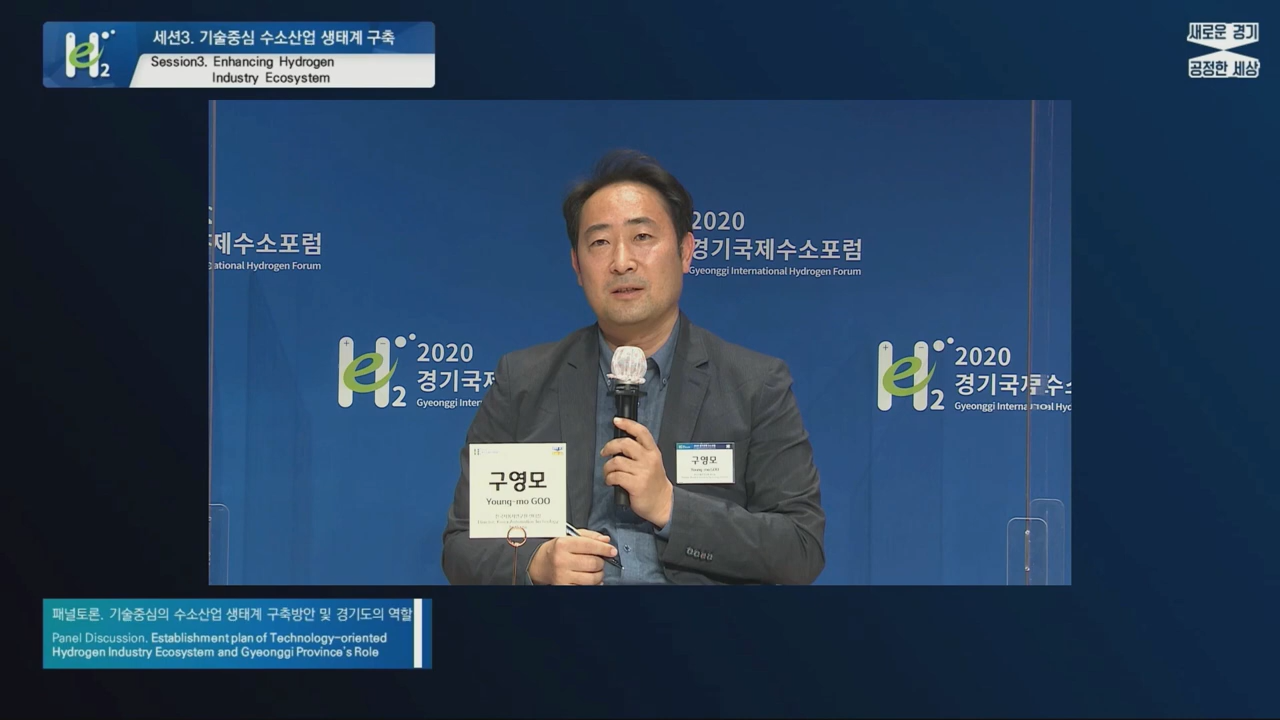 세션3. 기술중심 수소산업 생태계 구축
Session3. Enhancing Hydrogen
Industry Ecosystem
새로운 경기
공정한 세상
제수소포럼
ational Hydrogen Forum
2020
경기국제수소포럼
Gyeonggi International Hydrogen Forum
H2
e
2020
경기국제
Gyeonggi Inter
H2
e
2020
경기국제수소
Gyeonggi International Hyd
구영모
Young-mo GOO
구영모
Young-mo GOO
패널토론. 기술중심의 수소산업 생태계 구축방안 및 경기도의 역할
Panel Discussion. Establishment plan of Technology-oriented
Hydrogen Industry Ecosystem and Gyeonggi Province's Role